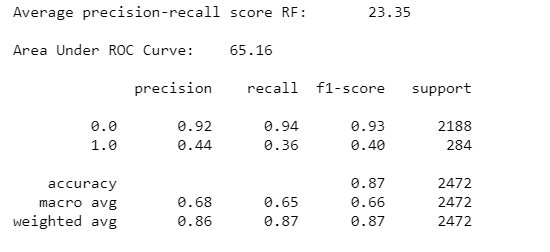 Average precision-recall score RF: 23.35
Area Under ROC Curve: 65.16
precision recall f1-score support
0.0 0.92 0.94 0.93 2188
1.0 0.44 0.36 0.40 284
accuracy 0.87 2472
macro avg 0.68 0.65 0.66 2472
weighted avg 0.86 0.87 0.87 2472